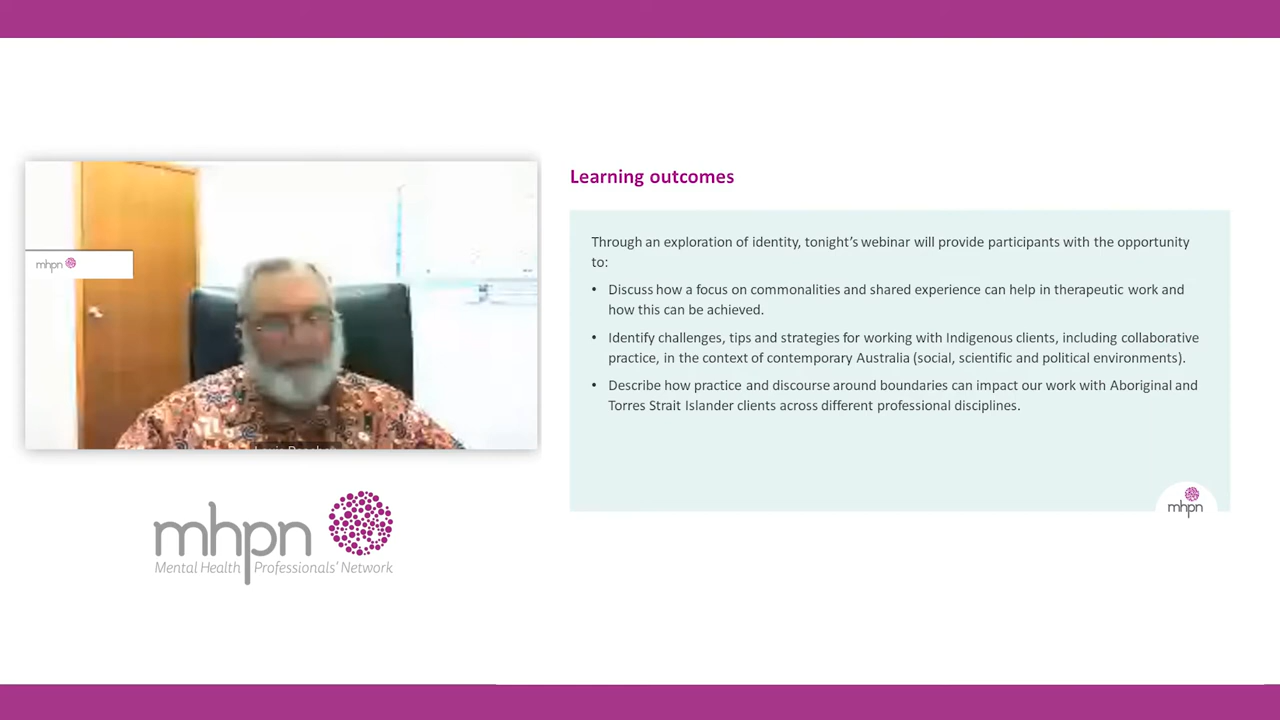 Learning outcomes
Through an exploration of identity, tonight's webinar will provide participants with the opportunity
to:
• Discuss how a focus on commonalities and shared experience can help in therapeutic work and
how this can be achieved.
• Identify challenges, tips and strategies for working with Indigenous clients, including collaborative
practice, in the context of contemporary Australia (social, scientific and political environments).
• Describe how practice and discourse around boundaries can impact our work with Aboriginal and
Torres Strait Islander clients across different professional disciplines.
mhpn
mhpn
mhpn
Mental Health Professionals' Network